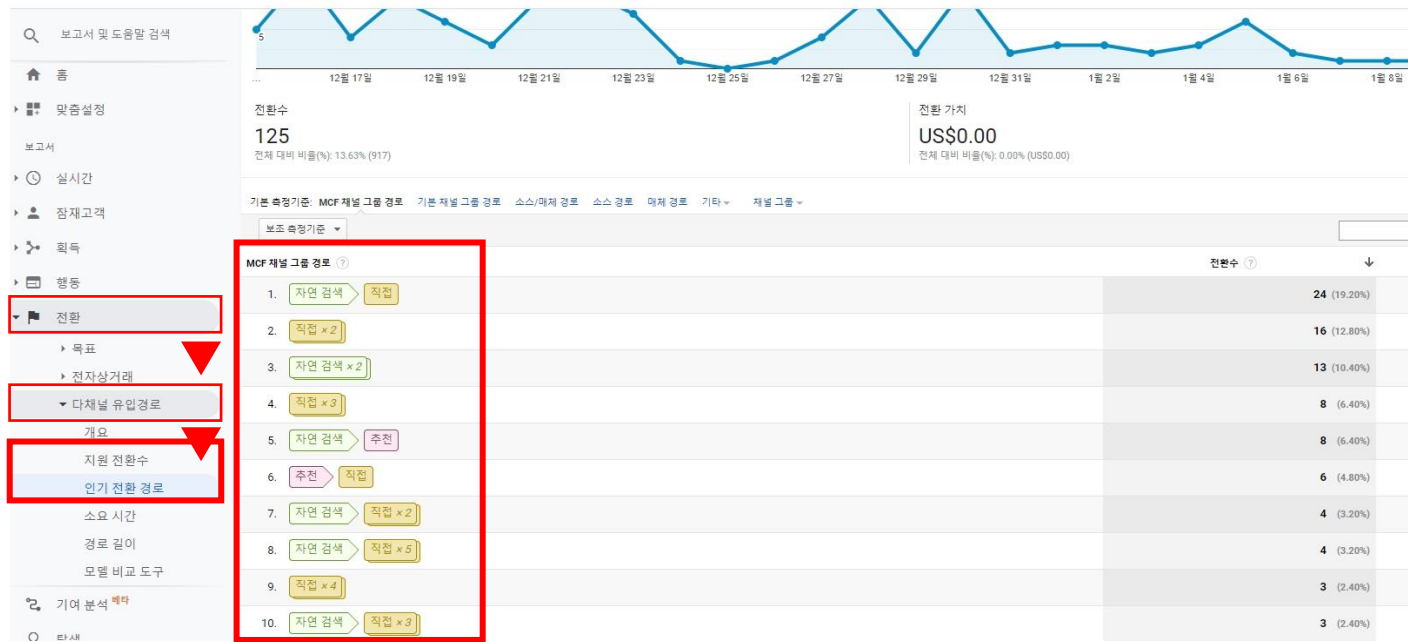 보고서 및 도움말 검색
홈
맞춤설정
보고서
실시간
잠재고객
획득
행동
전환
목표
전자상거래
다채널 유입경로
개요
지원 전환수
인기 전환 경로
소요 시간
경로 길이
모델 비교 도구
기여 분석 베타
5
... 12월 17일 12월 19일 12월 21일 12월 23일 12월 25일 12월 27일 12월 29일 12월 31일 1월 2일 1월 4일 1월 6일 1월 8일
전환수
125
전체 대비 비율(%): 13.63% (917)
전환 가치
US$0.00
전체 대비 비율(%): 0.00% (US$0.00)
기본 측정기준: MCF 채널 그룹 경로 기본 채널 그룹 경로 소스/매체 경로 소스 경로 매체 경로 기타 채널 그룹
보조 측정기준
MCF 채널 그룹 경로 ? 전환수 ? ↓
1. 자연 검색 직접 24 (19.20%)
2. 직접 × 2 16 (12.80%)
3. 자연 검색 × 2 13 (10.40%)
4. 직접 × 3 8 (6.40%)
5. 자연 검색 추천 8 (6.40%)
6. 추천 직접 6 (4.80%)
7. 자연 검색 직접 × 2 4 (3.20%)
8. 자연 검색 직접 × 5 4 (3.20%)
9. 직접 × 4 3 (2.40%)
10. 자연 검색 직접 × 3 3 (2.40%)